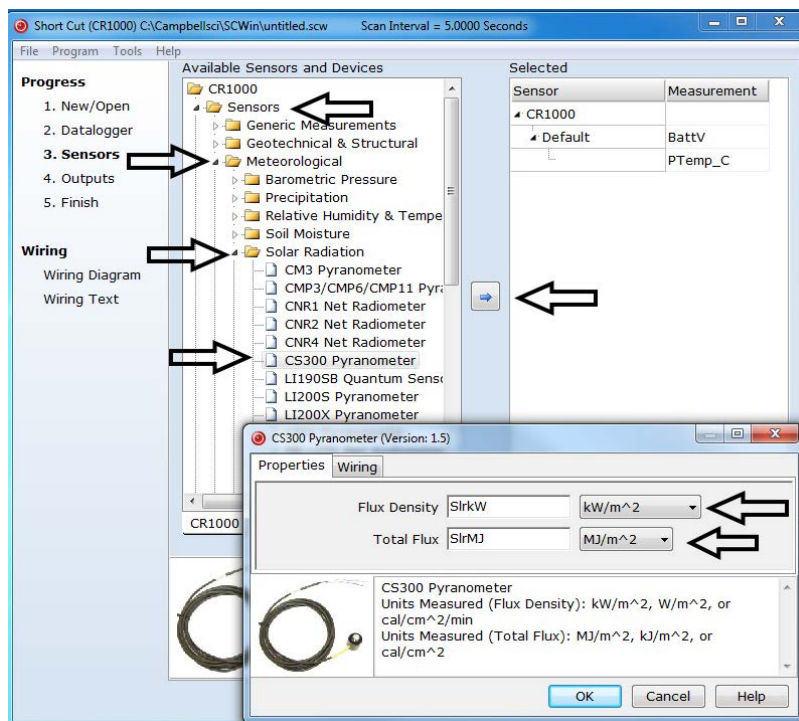 Short Cut (CR1000) C:\Campbellsci\SCWin\untitled.scw Scan Interval = 5.0000 Seconds
File Program Tools Help
Progress
1. New/Open
2. Datalogger
3. Sensors
4. Outputs
5. Finish
Wiring
Wiring Diagram
Wiring Text
Available Sensors and Devices
CR1000
Sensors
Generic Measurements
Geotechnical & Structural
Meteorological
Barometric Pressure
Precipitation
Relative Humidity & Tempe
Soil Moisture
Solar Radiation
CM3 Pyranometer
CMP3/CMP6/CMP11 Pyra
CNR1 Net Radiometer
CNR2 Net Radiometer
CNR4 Net Radiometer
CS300 Pyranometer
LI190SB Quantum Senso
LI200S Pyranometer
LI200X Pyranometer
CR1000
Selected
Sensor Measurement
CR1000
Default BattV
PTemp_C
CS300 Pyranometer (Version: 1.5)
Properties Wiring
Flux Density SlrkW kW/m^2
Total Flux SlrMJ MJ/m^2
CS300 Pyranometer
Units Measured (Flux Density): kW/m^2, W/m^2, or
cal/cm^2/min
Units Measured (Total Flux): MJ/m^2, kJ/m^2, or
cal/cm^2
OK Cancel Help